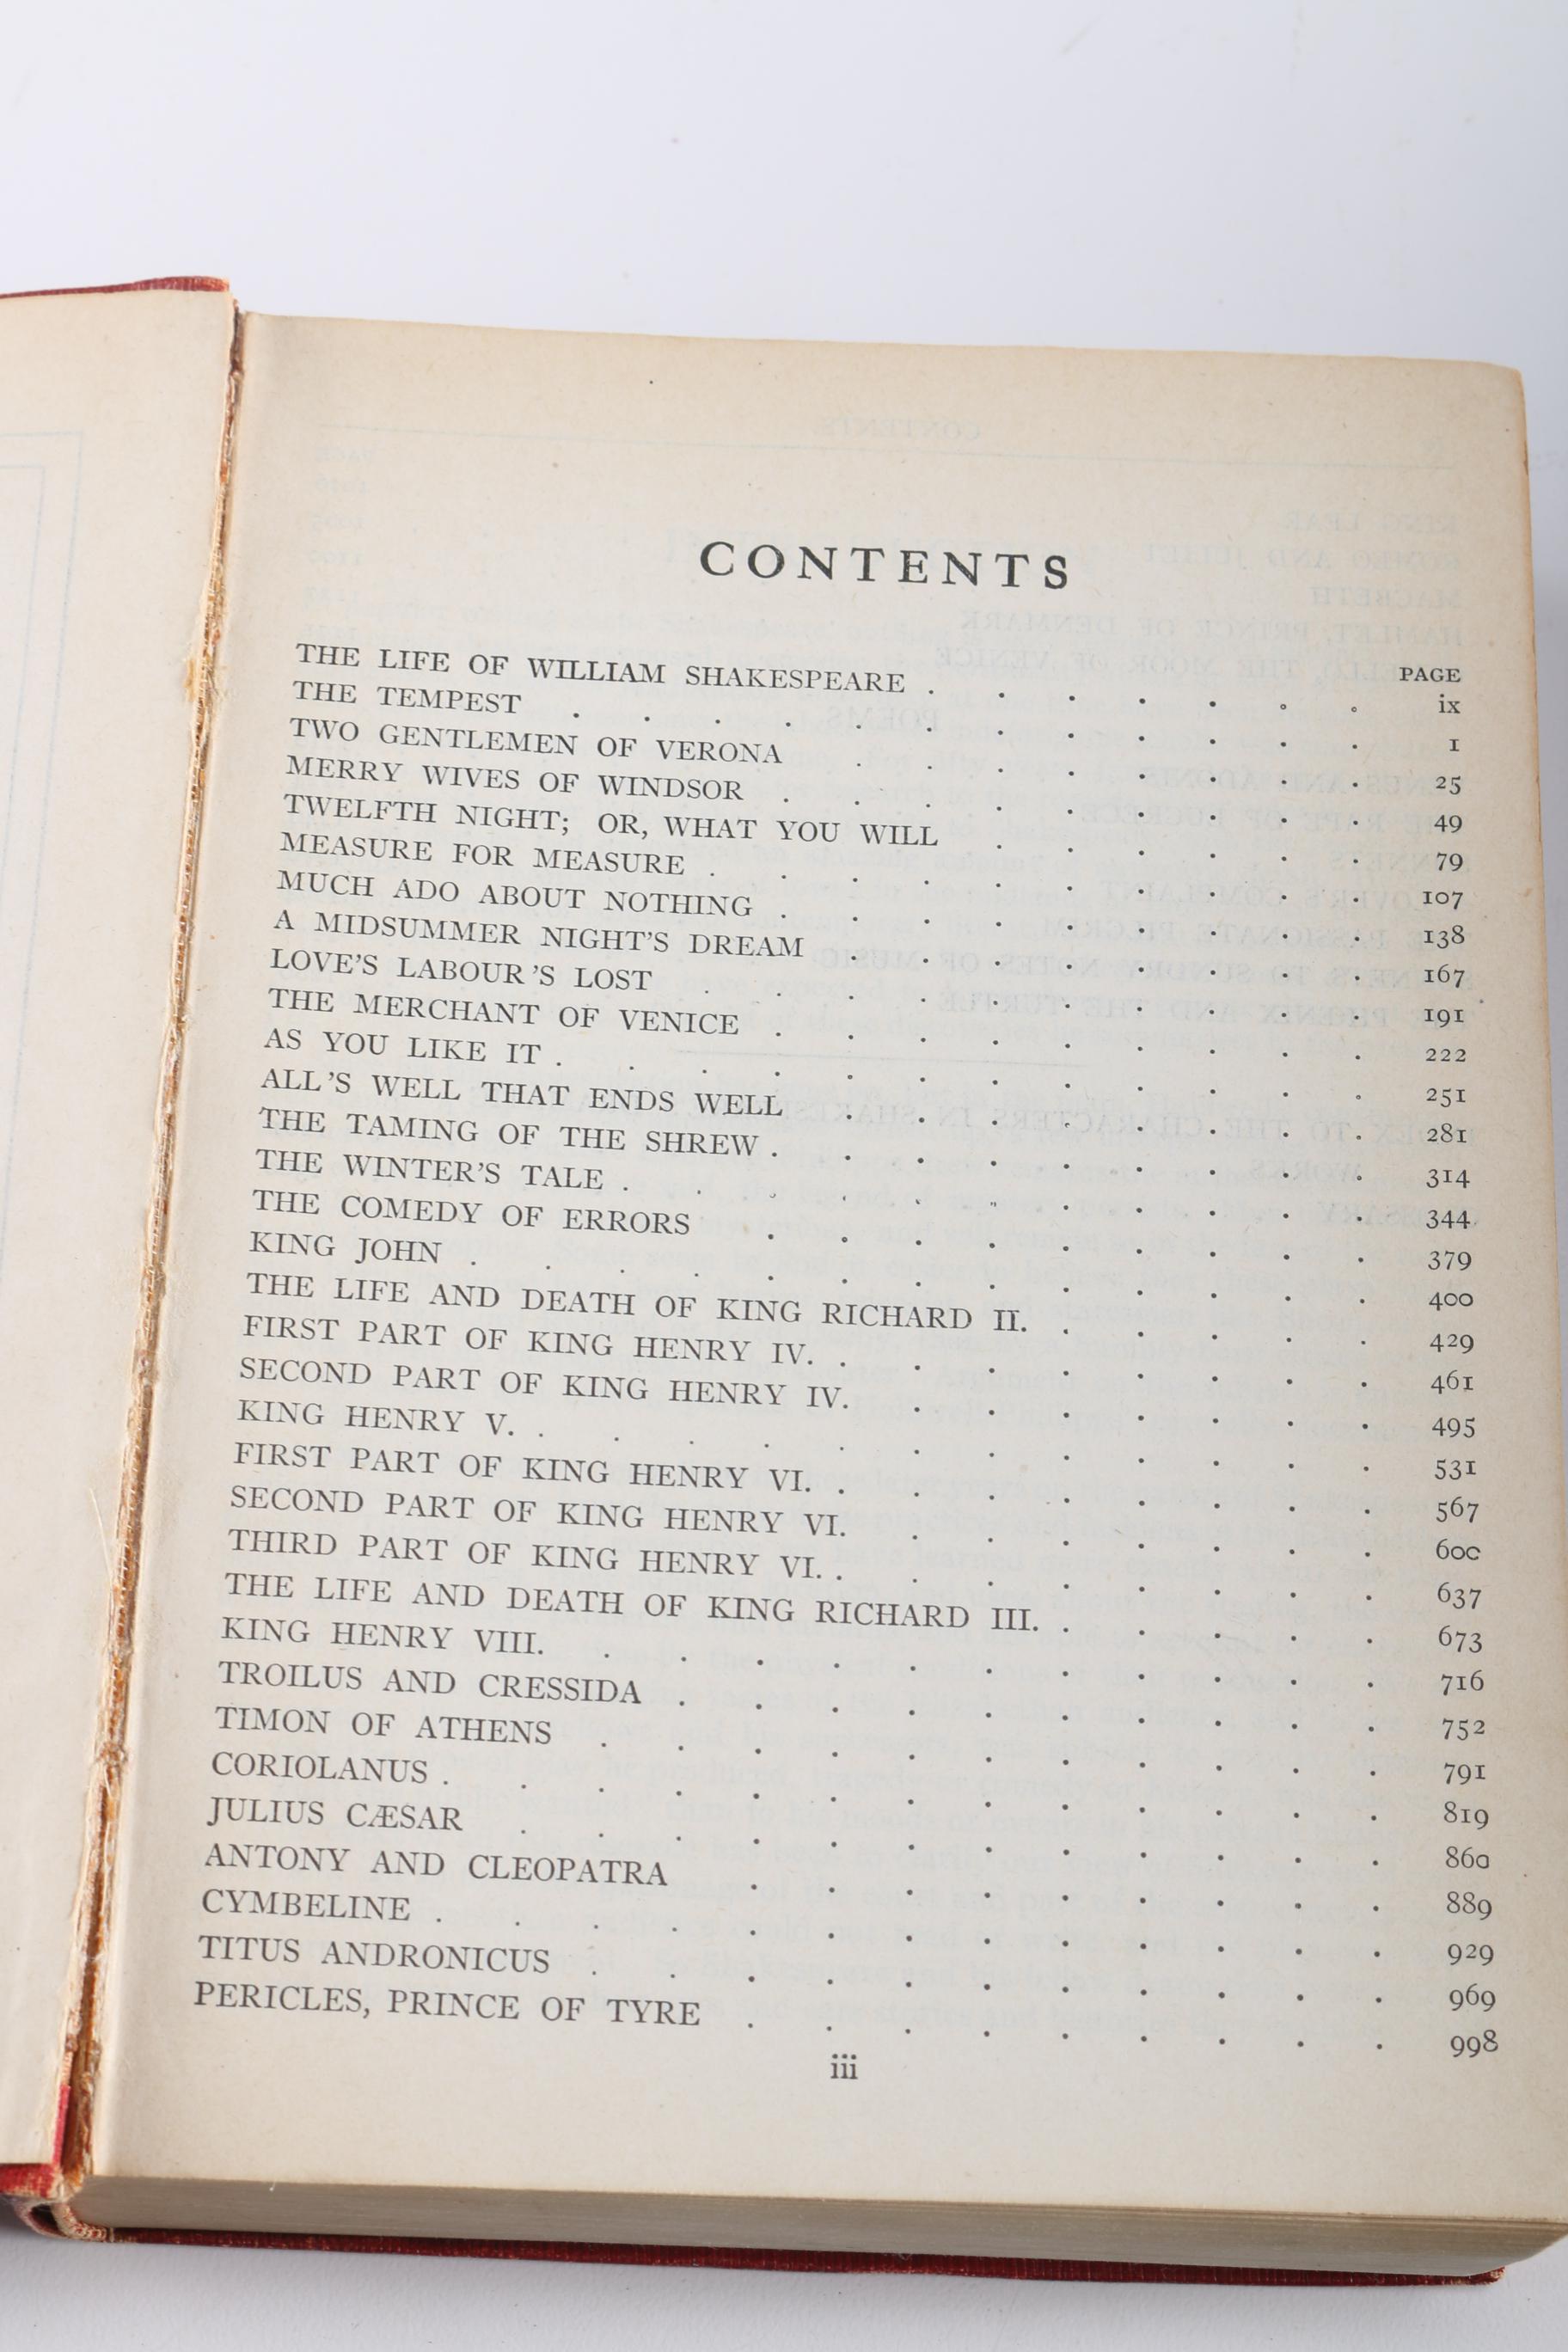 CONTENTS
PAGE
THE LIFE OF WILLIAM SHAKESPEARE . . . . . . . ix
THE TEMPEST . . . . . . . . . . . . 1
TWO GENTLEMEN OF VERONA . . . . . . . . 25
MERRY WIVES OF WINDSOR . . . . . . . . . 49
TWELFTH NIGHT; OR, WHAT YOU WILL . . . . . . 79
MEASURE FOR MEASURE . . . . . . . . . . 107
MUCH ADO ABOUT NOTHING . . . . . . . . . 138
A MIDSUMMER NIGHT'S DREAM . . . . . . . . 167
LOVE'S LABOUR'S LOST . . . . . . . . . . 191
THE MERCHANT OF VENICE . . . . . . . . . 222
AS YOU LIKE IT . . . . . . . . . . . . 251
ALL'S WELL THAT ENDS WELL . . . . . . . . 281
THE TAMING OF THE SHREW . . . . . . . . . 314
THE WINTER'S TALE . . . . . . . . . . . 344
THE COMEDY OF ERRORS . . . . . . . . . 379
KING JOHN . . . . . . . . . . . . . 400
THE LIFE AND DEATH OF KING RICHARD II. . . . . . 429
FIRST PART OF KING HENRY IV. . . . . . . . . 461
SECOND PART OF KING HENRY IV. . . . . . . . 495
KING HENRY V. . . . . . . . . . . . . 531
FIRST PART OF KING HENRY VI. . . . . . . . . 567
SECOND PART OF KING HENRY VI. . . . . . . . 600
THIRD PART OF KING HENRY VI. . . . . . . . . 637
THE LIFE AND DEATH OF KING RICHARD III. . . . . . 673
KING HENRY VIII. . . . . . . . . . . . 716
TROILUS AND CRESSIDA . . . . . . . . . . 752
TIMON OF ATHENS . . . . . . . . . . . 791
CORIOLANUS . . . . . . . . . . . . . 819
JULIUS CÆSAR . . . . . . . . . . . . 860
ANTONY AND CLEOPATRA . . . . . . . . . 889
CYMBELINE . . . . . . . . . . . . . 929
TITUS ANDRONICUS . . . . . . . . . . . 969
PERICLES, PRINCE OF TYRE . . . . . . . . . 998
iii